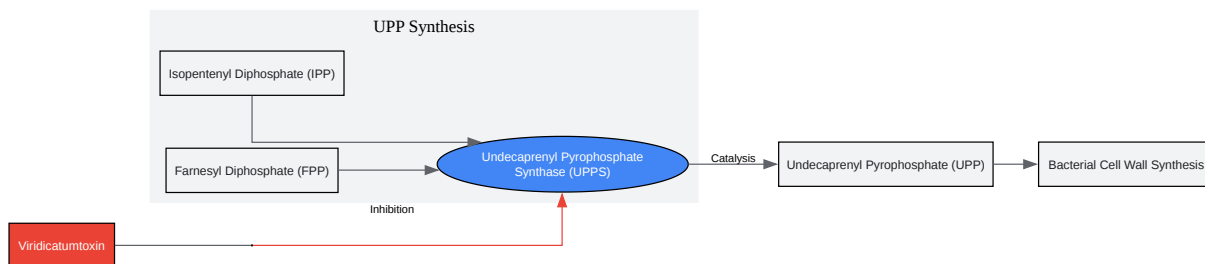 UPP Synthesis
Isopentenyl Diphosphate (IPP)
Farnesyl Diphosphate (FPP)
Undecaprenyl Pyrophosphate
Synthase (UPPS)
Catalysis
Undecaprenyl Pyrophosphate (UPP)
Bacterial Cell Wall Synthesis
Inhibition
Viridicatumtoxin